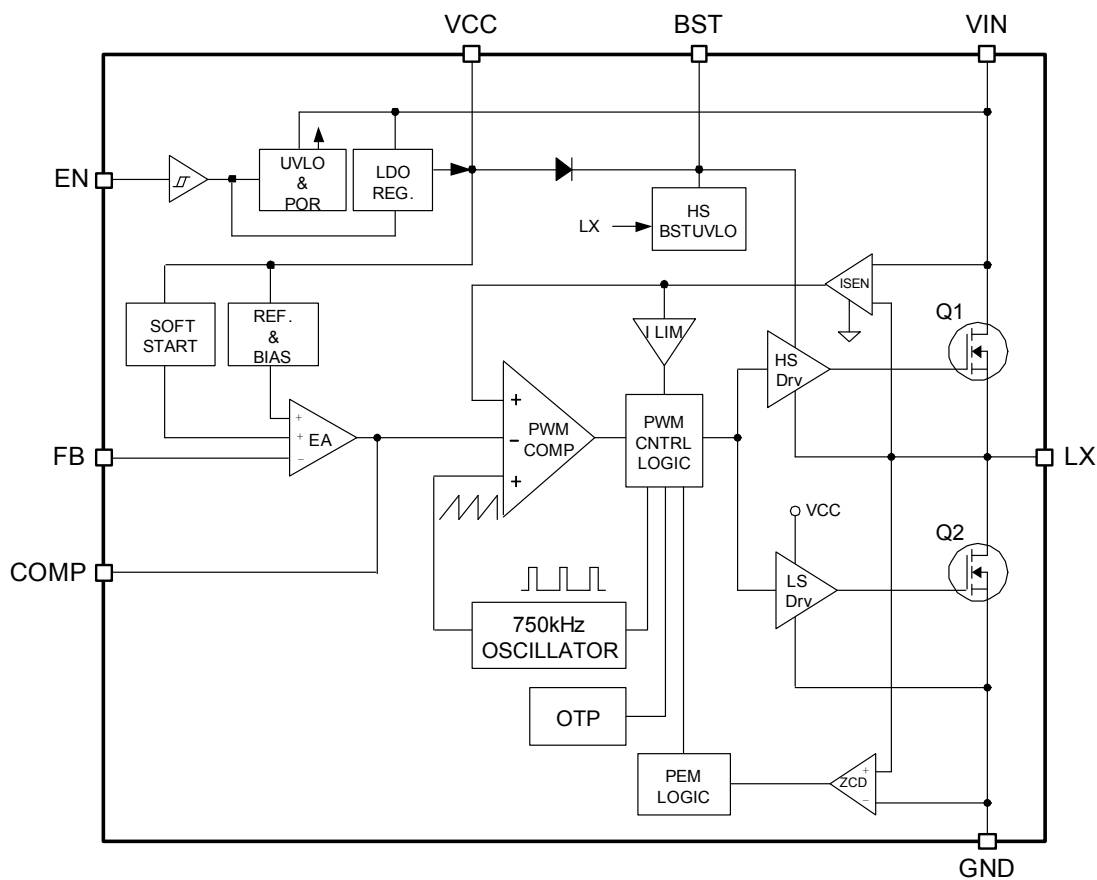 VCC
BST
VIN
EN
UVLO
&
POR
LDO
REG.
LX
HS
BSTUVLO
SOFT
START
REF.
&
BIAS
ISEN
I LIM
Q1
HS
Drv
+
+
-
EA
+
-
+
PWM
COMP
PWM
CNTRL
LOGIC
FB
LX
VCC
Q2
COMP
LS
Drv
750kHz
OSCILLATOR
OTP
PEM
LOGIC
+
-
ZCD
GND